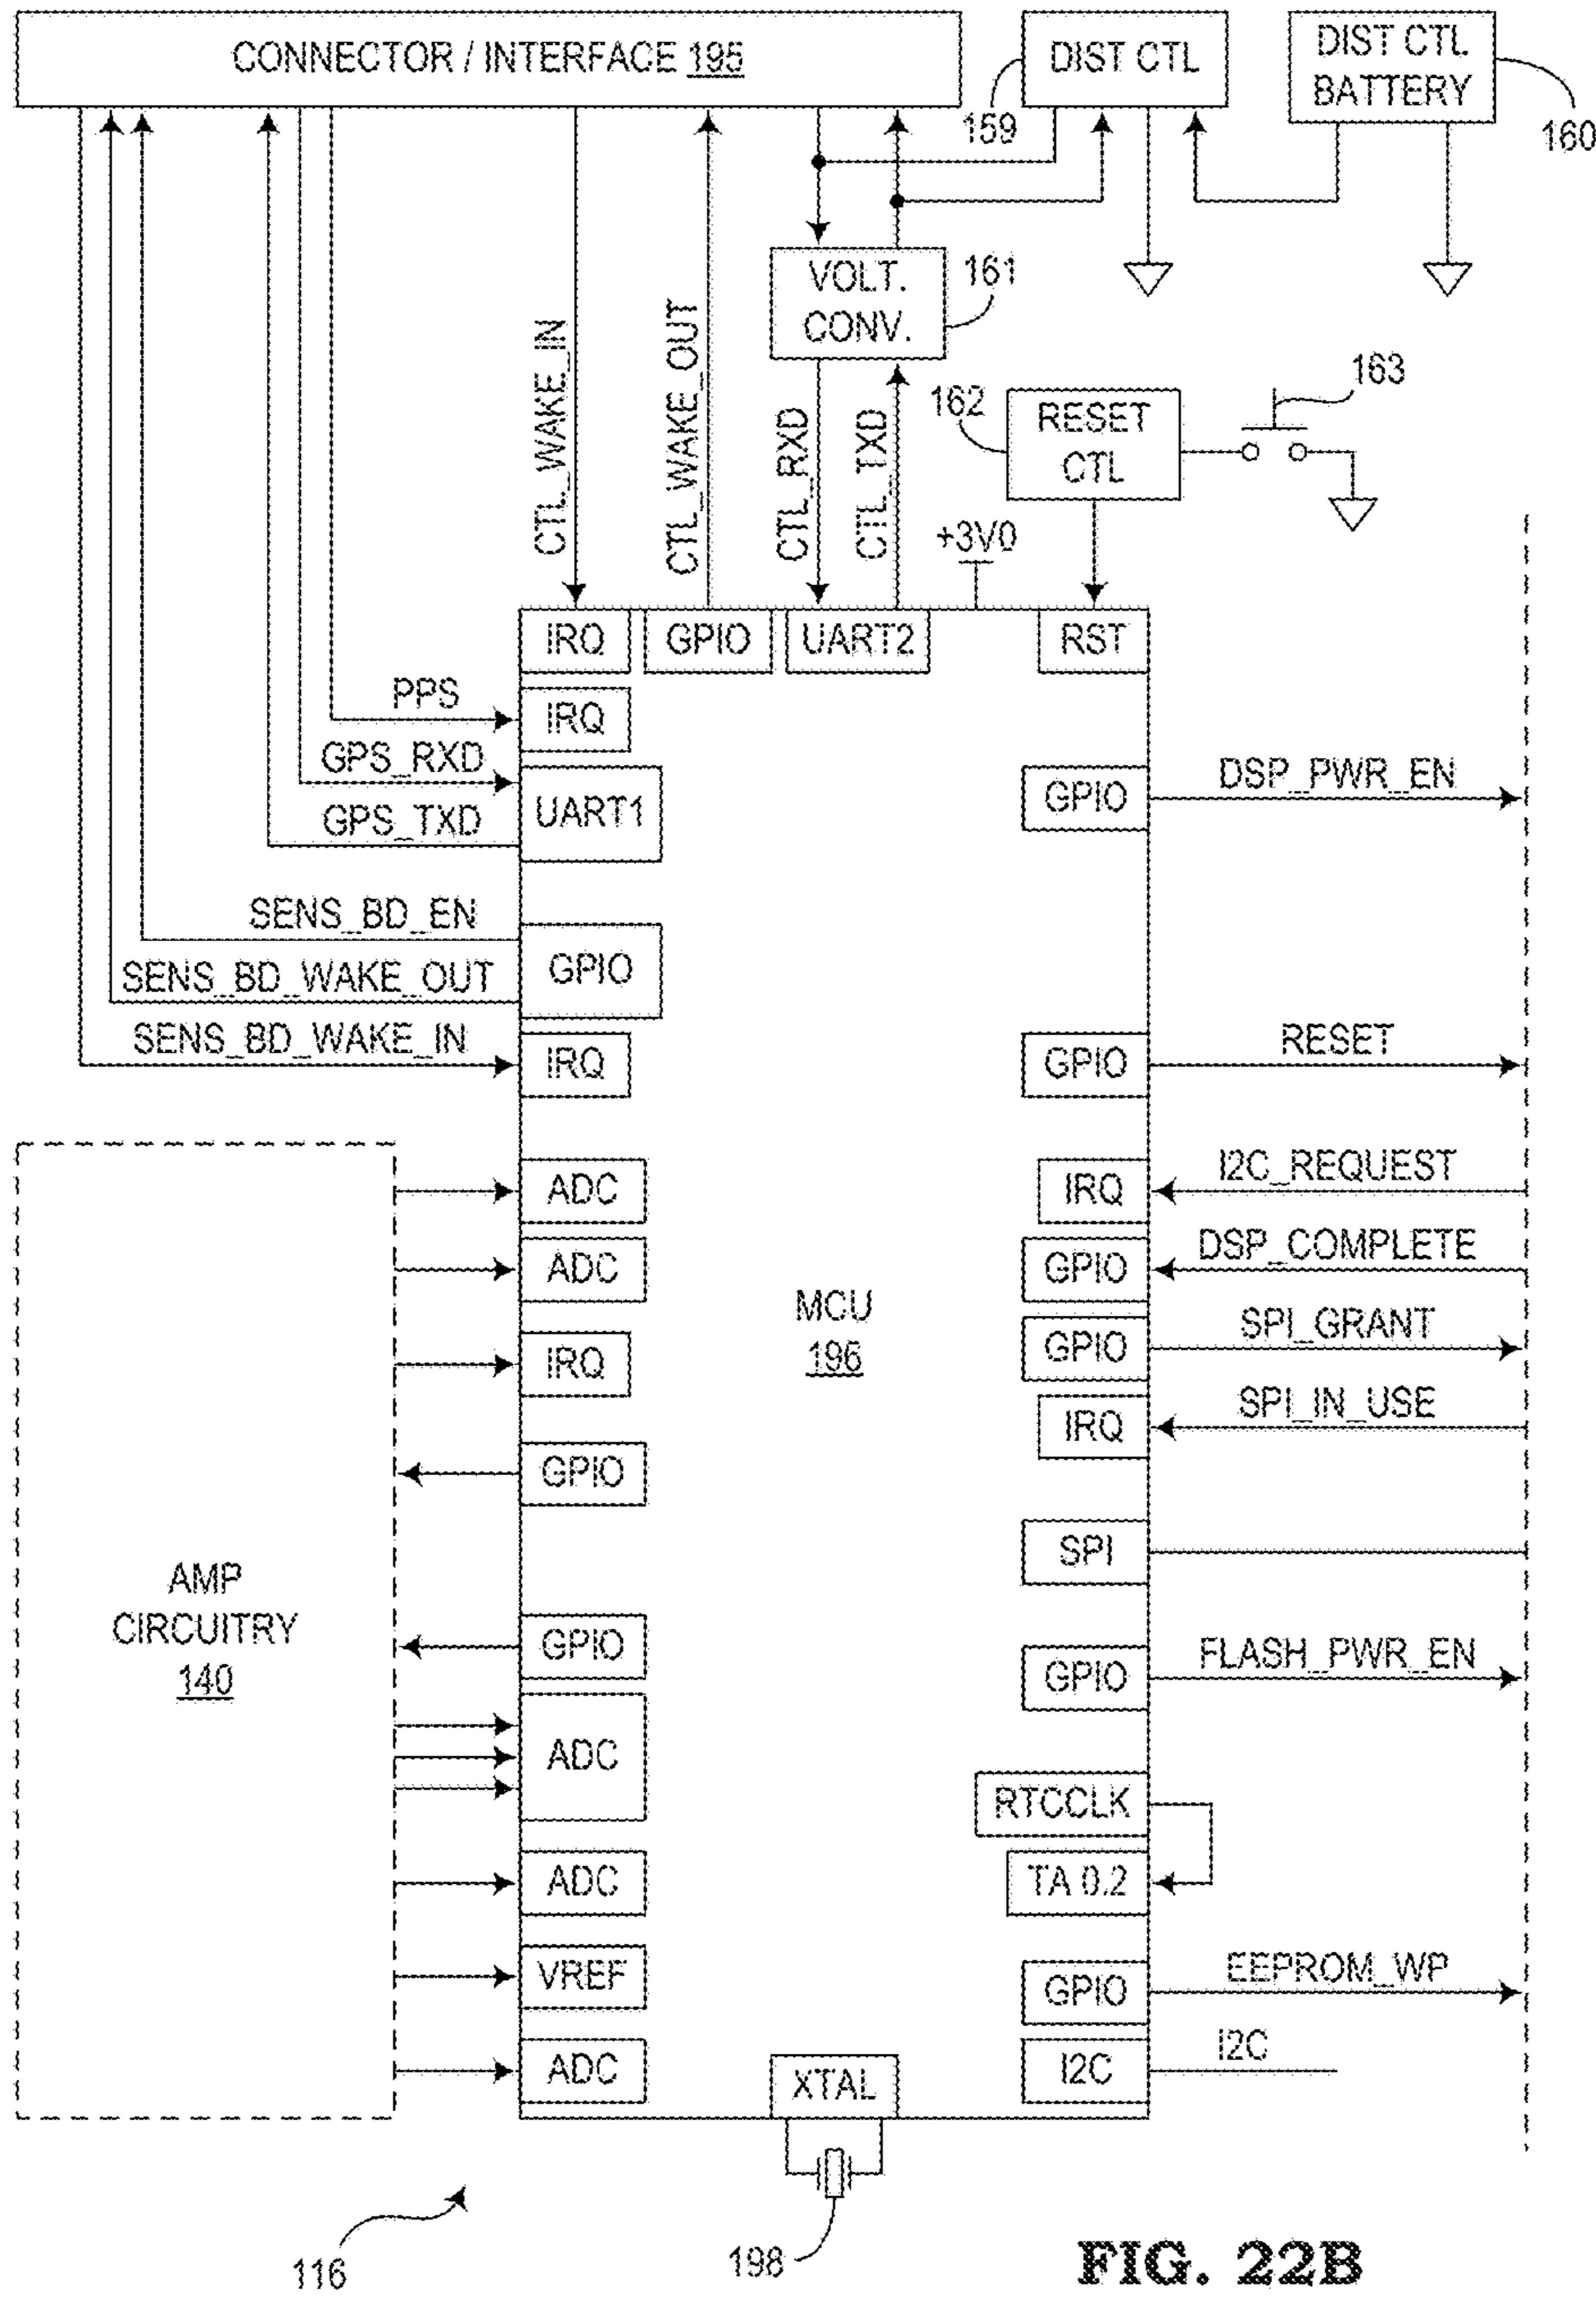 CONNECTOR / INTERFACE 195
DIST CTL
DIST CTL
BATTERY
159
160
VOLT.
CONV.
161
CTL_WAKE_IN
CTL_WAKE_OUT
CTL_RXD
CTL_TXD
162
RESET
CTL
163
+3V0
IRQ
GPIO
UART2
RST
PPS
IRQ
GPS_RXD
GPS_TXD
UART1
GPIO
DSP_PWR_EN
SENS_BD_EN
SENS_BD_WAKE_OUT
GPIO
SENS_BD_WAKE_IN
IRQ
GPIO
RESET
ADC
IRQ
I2C_REQUEST
ADC
GPIO
DSP_COMPLETE
MCU
196
GPIO
SPI_GRANT
IRQ
IRQ
SPI_IN_USE
GPIO
SPI
AMP
CIRCUITRY
140
GPIO
GPIO
FLASH_PWR_EN
ADC
RTCCLK
ADC
TA 0.2
VREF
GPIO
EEPROM_WP
ADC
XTAL
I2C
I2C
116
198
FIG. 22B